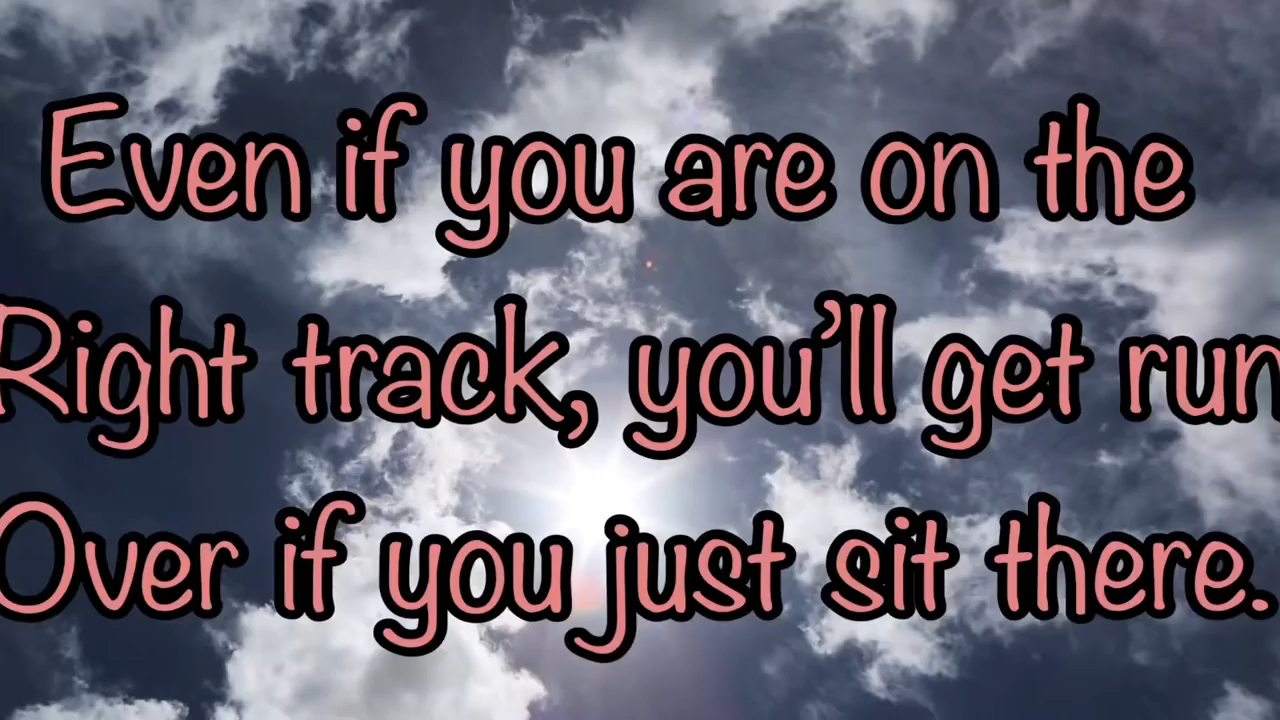 Even if you are on the
Right track, you’ll get run
Over if you just sit there.